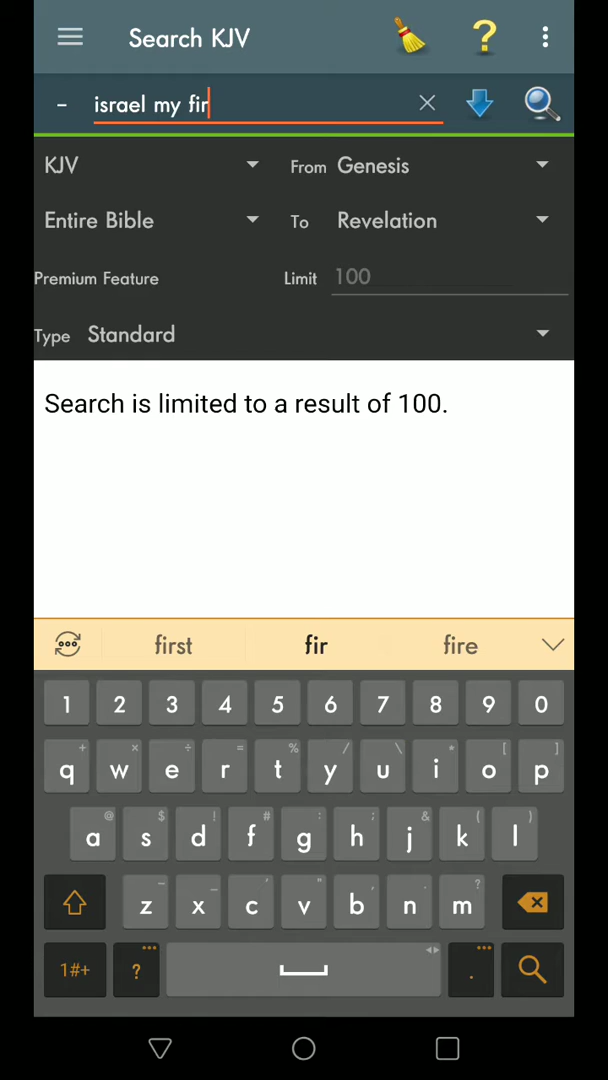 Search KJV
?
- israel my fir
KJV From Genesis
Entire Bible To Revelation
Premium Feature Limit 100
Type Standard
Search is limited to a result of 100.
first fir fire
1 2 3 4 5 6 7 8 9 0
+ × ÷ = % / \ * [ ]
q w e r t y u i o p
@ $ ! # : ; & ( )
a s d f g h j k l
- _ ' " , . ?
z x c v b n m
1#+ ? .